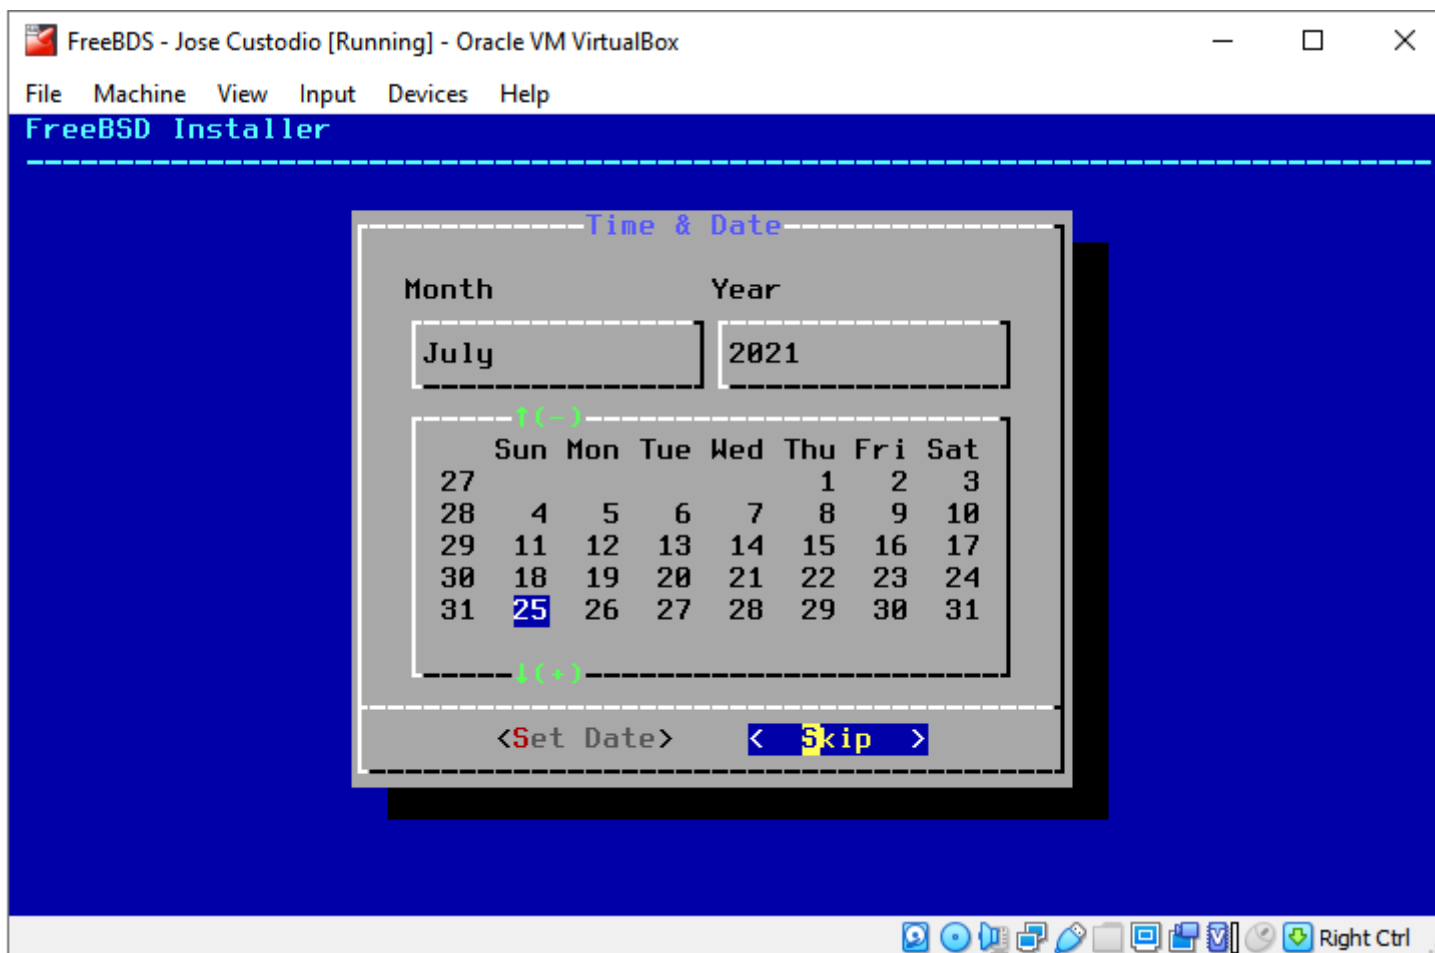 FreeBDS - Jose Custodio [Running] - Oracle VM VirtualBox
File Machine View Input Devices Help
FreeBSD Installer
Time & Date
Month Year
July 2021
↑(-)
Sun Mon Tue Wed Thu Fri Sat
27 1 2 3
28 4 5 6 7 8 9 10
29 11 12 13 14 15 16 17
30 18 19 20 21 22 23 24
31 25 26 27 28 29 30 31
↓(+)
<Set Date> < Skip >
Right Ctrl